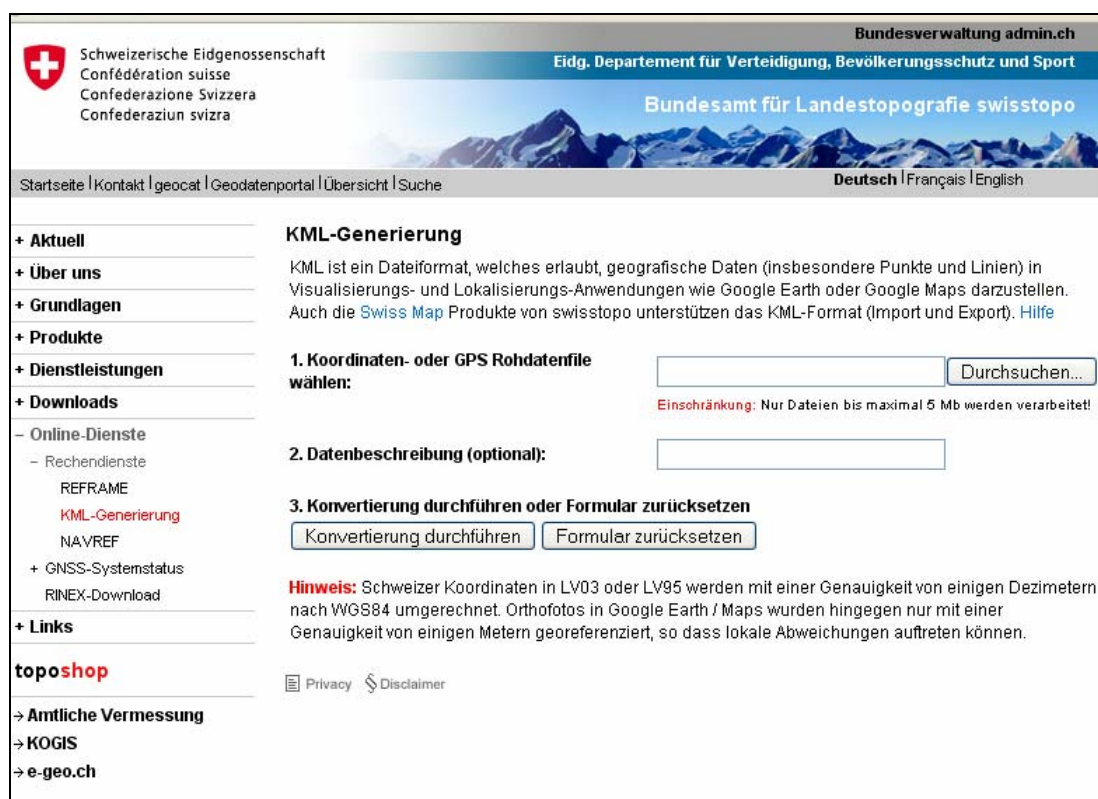 Bundesverwaltung admin.ch
Schweizerische Eidgenossenschaft
Confédération suisse
Confederazione Svizzera
Confederaziun svizra
Eidg. Departement für Verteidigung, Bevölkerungsschutz und Sport
Bundesamt für Landestopografie swisstopo
Startseite | Kontakt | geocat | Geodatenportal | Übersicht | Suche
Deutsch | Français | English
+ Aktuell
+ Über uns
+ Grundlagen
+ Produkte
+ Dienstleistungen
+ Downloads
– Online-Dienste
– Rechendienste
REFRAME
KML-Generierung
NAVREF
+ GNSS-Systemstatus
RINEX-Download
+ Links
toposhop
→ Amtliche Vermessung
→ KOGIS
→ e-geo.ch
KML-Generierung
KML ist ein Dateiformat, welches erlaubt, geografische Daten (insbesondere Punkte und Linien) in
Visualisierungs- und Lokalisierungs-Anwendungen wie Google Earth oder Google Maps darzustellen.
Auch die Swiss Map Produkte von swisstopo unterstützen das KML-Format (Import und Export). Hilfe
1. Koordinaten- oder GPS Rohdatenfile
wählen:
Durchsuchen...
Einschränkung: Nur Dateien bis maximal 5 Mb werden verarbeitet!
2. Datenbeschreibung (optional):
3. Konvertierung durchführen oder Formular zurücksetzen
Konvertierung durchführen
Formular zurücksetzen
Hinweis: Schweizer Koordinaten in LV03 oder LV95 werden mit einer Genauigkeit von einigen Dezimetern
nach WGS84 umgerechnet. Orthofotos in Google Earth / Maps wurden hingegen nur mit einer
Genauigkeit von einigen Metern georeferenziert, so dass lokale Abweichungen auftreten können.
Privacy § Disclaimer